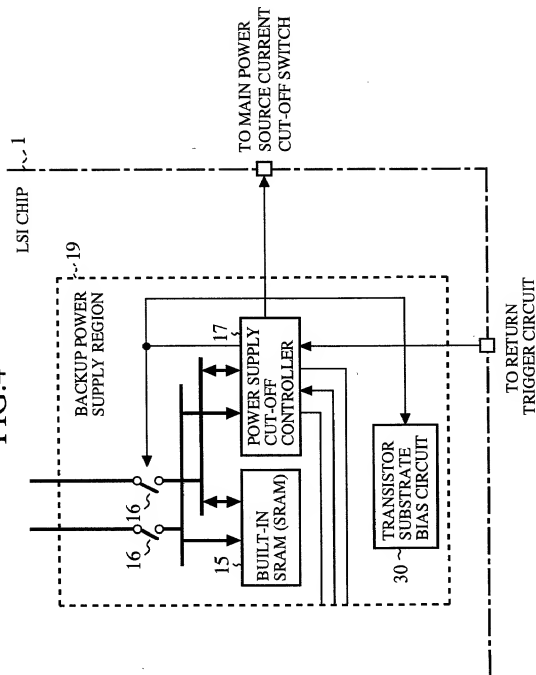 FIG.4
LSI CHIP
1
19
BACKUP POWER
SUPPLY REGION
16
16
17
POWER SUPPLY
CUT-OFF
CONTROLLER
15
BUILT-IN
SRAM (SRAM)
30
TRANSISTOR
SUBSTRATE
BIAS CIRCUIT
TO MAIN POWER
SOURCE CURRENT
CUT-OFF SWITCH
TO RETURN
TRIGGER CIRCUIT